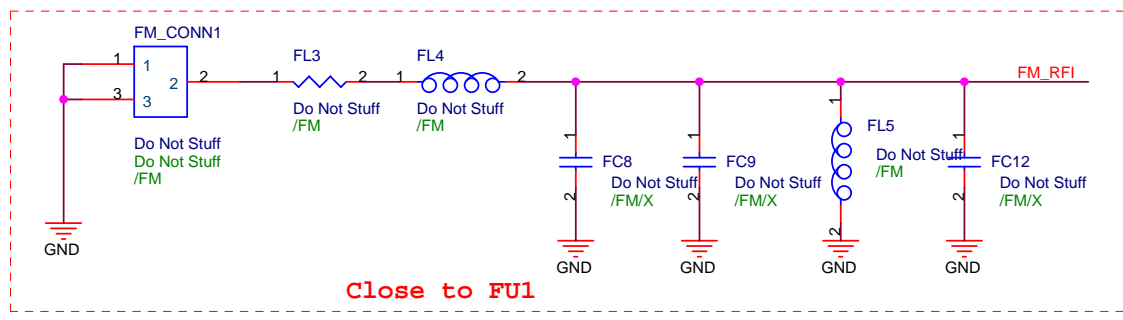 FM_CONN1
1
1
3
3
2
2
Do Not Stuff
Do Not Stuff
/FM
GND
FL3
1
2
Do Not Stuff
/FM
FL4
1
2
Do Not Stuff
/FM
FM_RFI
1
FC8
Do Not Stuff
/FM/X
2
GND
1
FC9
Do Not Stuff
/FM/X
2
GND
1
FL5
Do Not Stuff
/FM
2
GND
1
FC12
Do Not Stuff
/FM/X
2
GND
Close to FU1